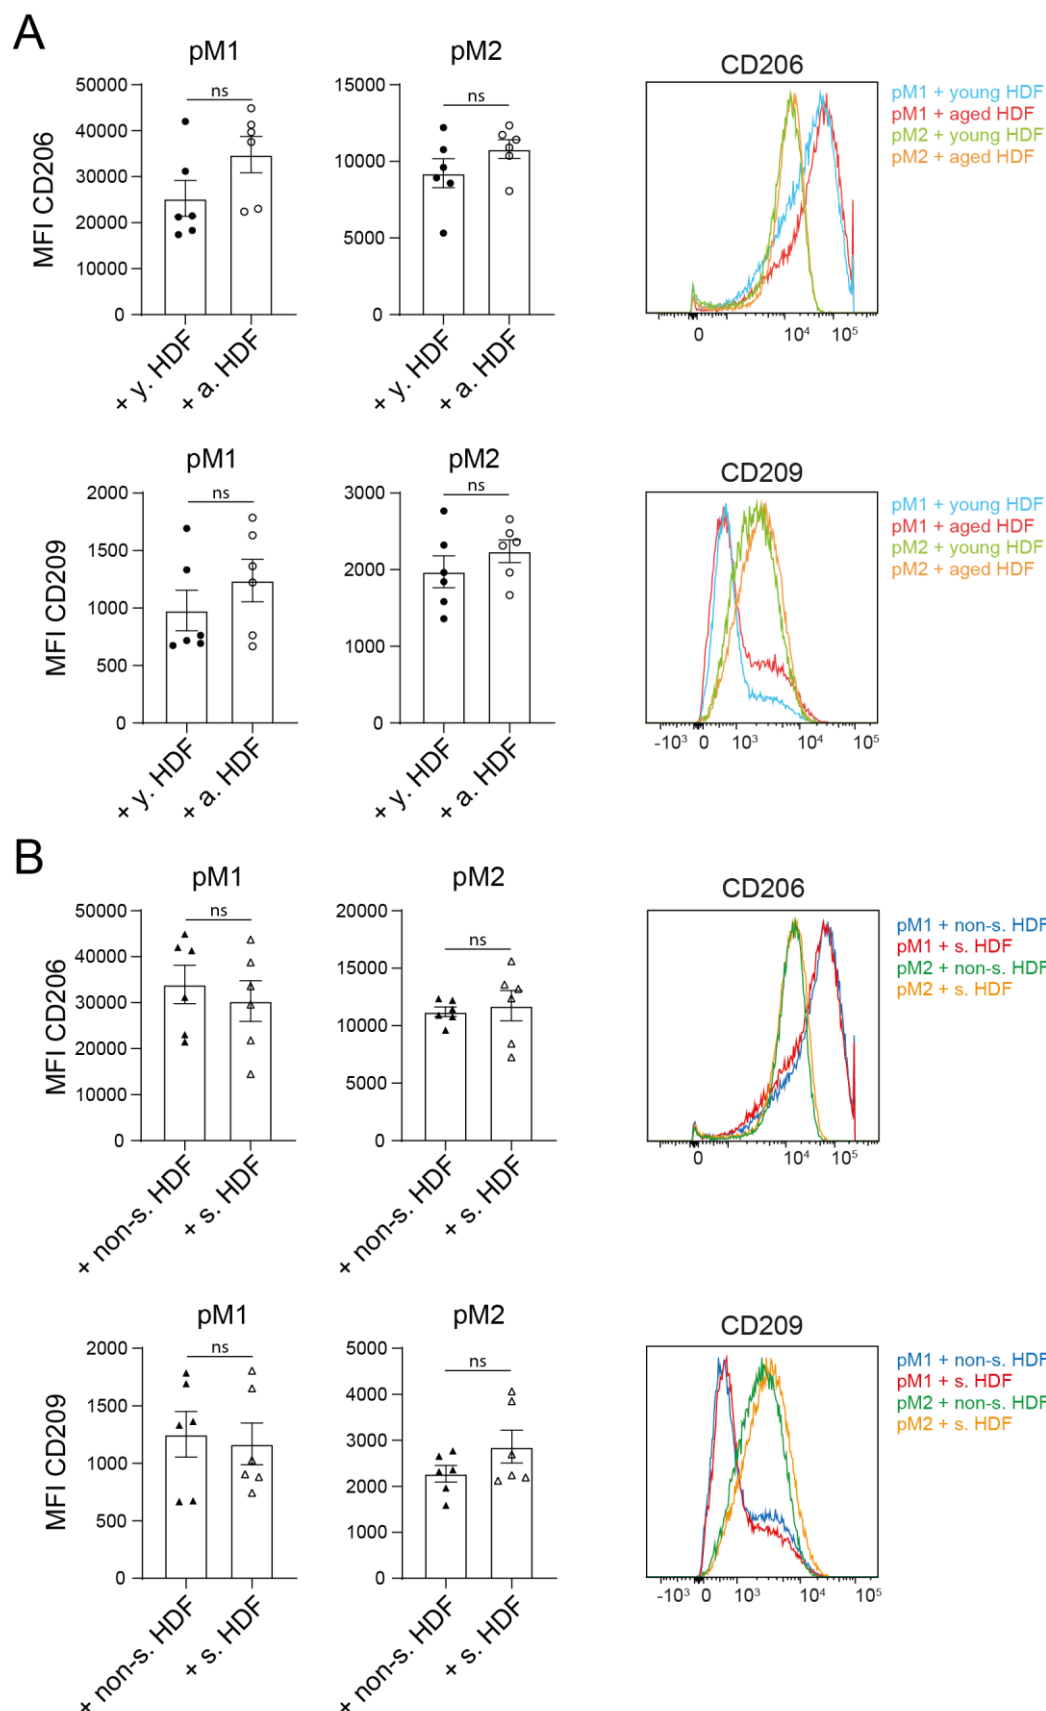 A
pM1
pM2
CD206
MFI CD206
50000
40000
30000
20000
10000
0
ns
+ y. HDF
+ a. HDF
15000
10000
5000
0
ns
+ y. HDF
+ a. HDF
0
10⁴
10⁵
pM1 + young HDF
pM1 + aged HDF
pM2 + young HDF
pM2 + aged HDF
pM1
pM2
CD209
MFI CD209
2000
1500
1000
500
0
ns
+ y. HDF
+ a. HDF
3000
2000
1000
0
ns
+ y. HDF
+ a. HDF
-10³
0
10³
10⁴
10⁵
pM1 + young HDF
pM1 + aged HDF
pM2 + young HDF
pM2 + aged HDF
B
pM1
pM2
CD206
MFI CD206
50000
40000
30000
20000
10000
0
ns
+ non-s. HDF
+ s. HDF
20000
15000
10000
5000
0
ns
+ non-s. HDF
+ s. HDF
0
10⁴
10⁵
pM1 + non-s. HDF
pM1 + s. HDF
pM2 + non-s. HDF
pM2 + s. HDF
pM1
pM2
CD209
MFI CD209
2000
1500
1000
500
0
ns
+ non-s. HDF
+ s. HDF
5000
4000
3000
2000
1000
0
ns
+ non-s. HDF
+ s. HDF
-10³
0
10³
10⁴
10⁵
pM1 + non-s. HDF
pM1 + s. HDF
pM2 + non-s. HDF
pM2 + s. HDF